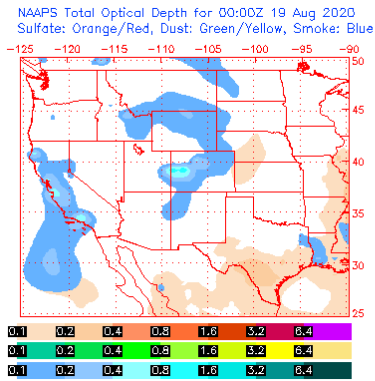 NAAPS Total Optical Depth for 00:00Z 19 Aug 2020
Sulfate: Orange/Red, Dust: Green/Yellow, Smoke: Blue
-125 -120 -115 -110 -105 -100 -95 -90
50
45
40
35
30
25
0.1 0.2 0.4 0.8 1.6 3.2 6.4
0.1 0.2 0.4 0.8 1.6 3.2 6.4
0.1 0.2 0.4 0.8 1.6 3.2 6.4